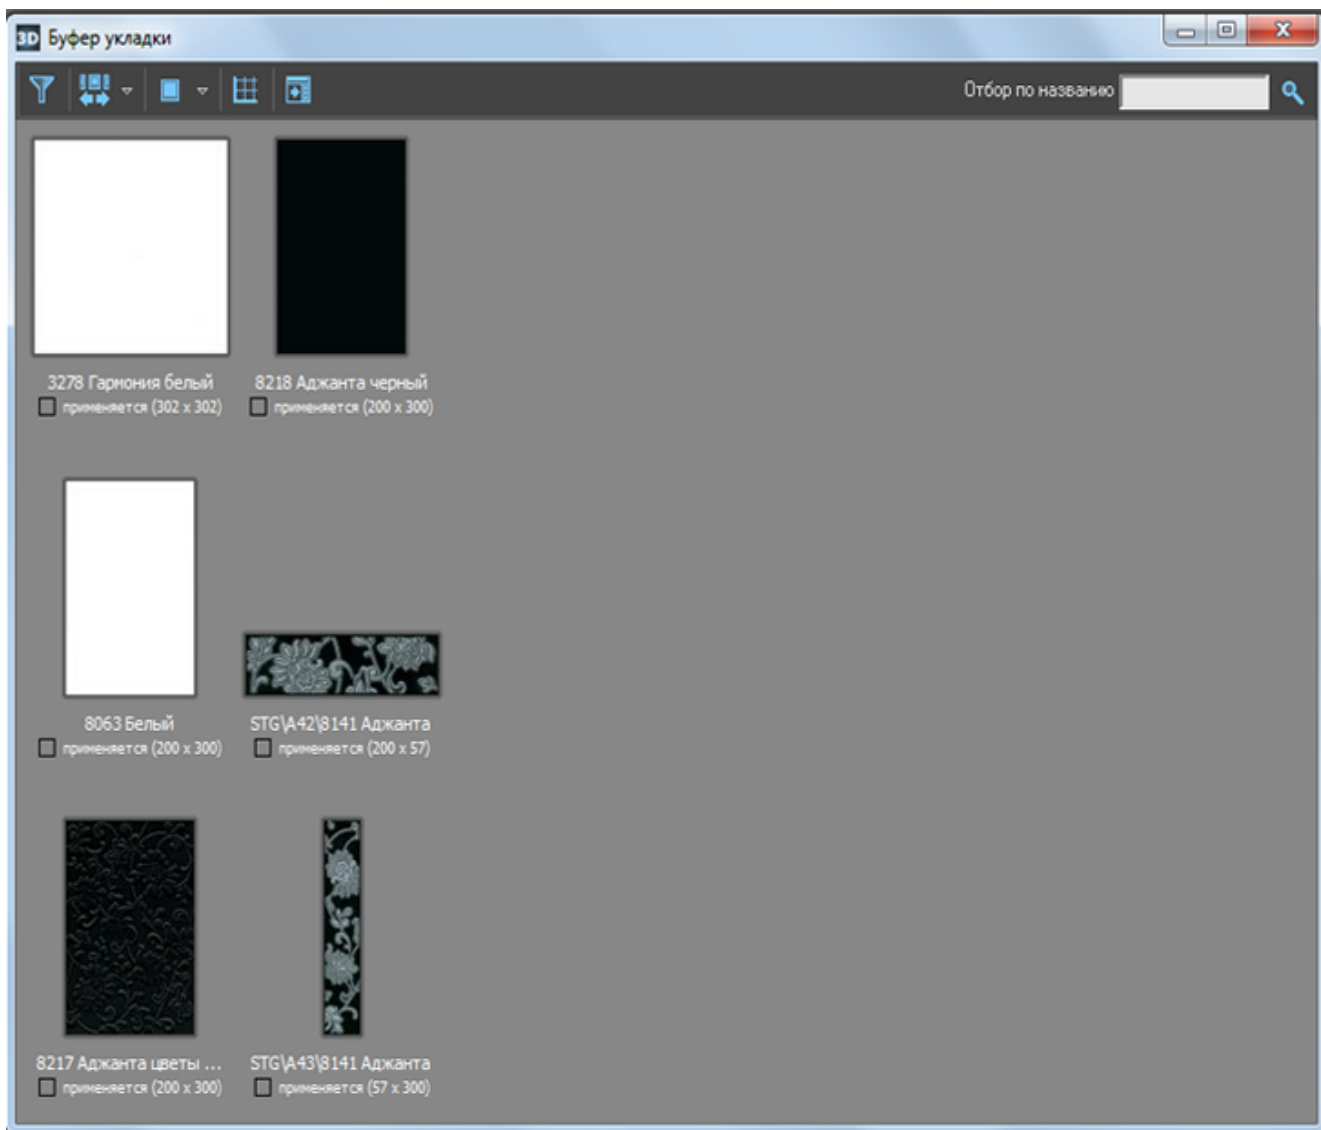 3D Буфер укладки
Отбор по названию
3278 Гармония белый
применяется (302 x 302)
8218 Аджанта черный
применяется (200 x 300)
8063 Белый
применяется (200 x 300)
STG\A42\8141 Аджанта
применяется (200 x 57)
8217 Аджанта цветы ...
применяется (200 x 300)
STG\A43\8141 Аджанта
применяется (57 x 300)